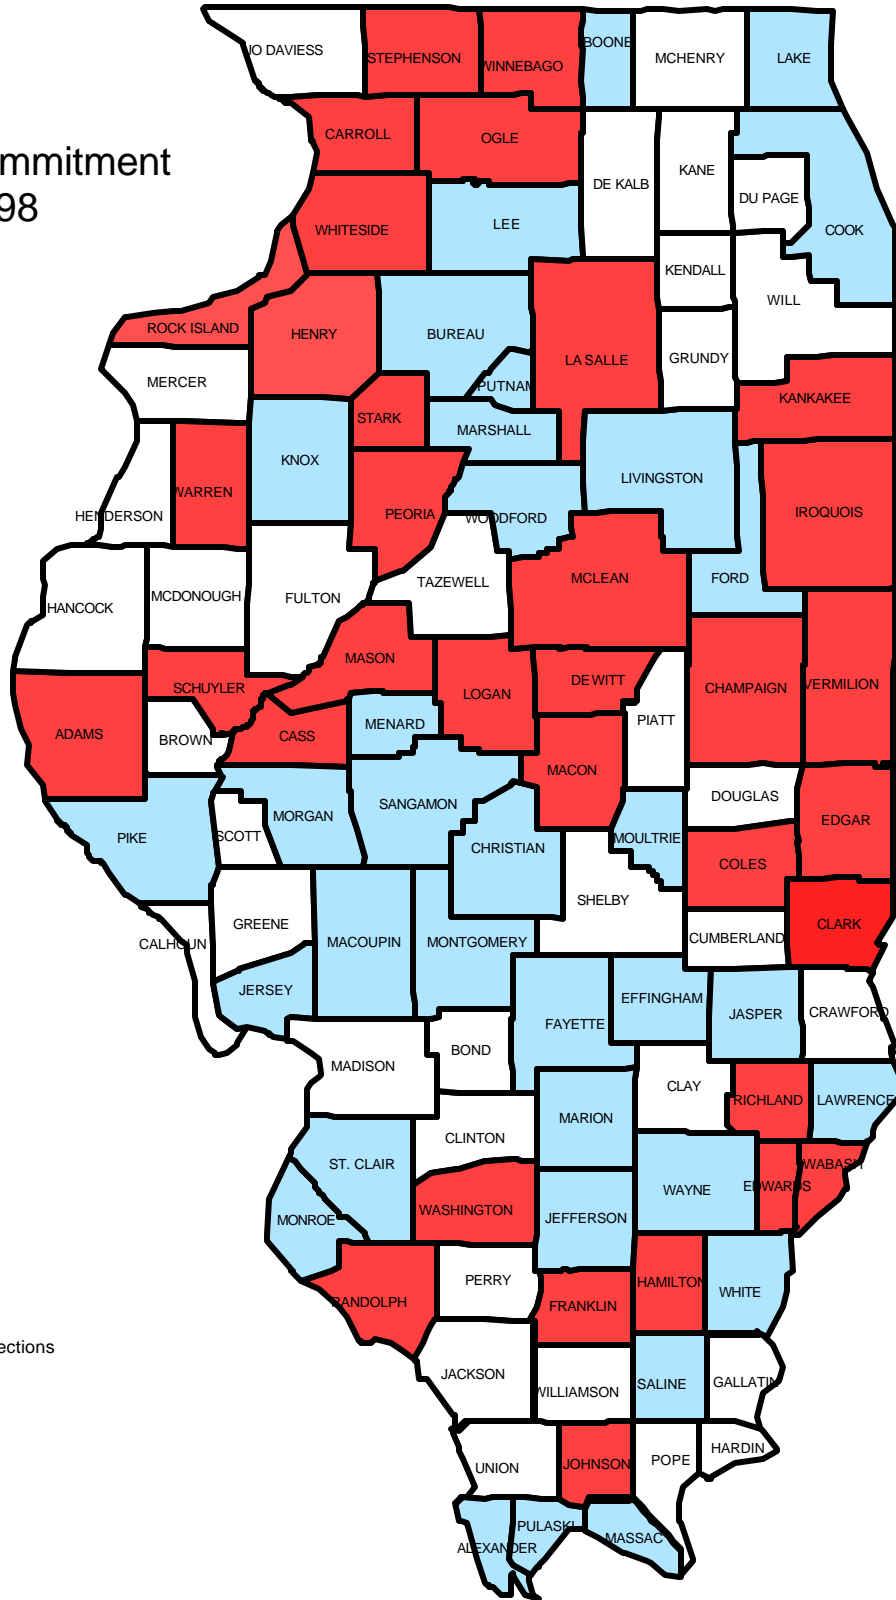 JO DAVIESS
STEPHENSON
WINNEBAGO
BOONE
MCHENRY
LAKE
CARROLL
OGLE
mmitment
98
DE KALB
KANE
DU PAGE
COOK
WHITESIDE
LEE
KENDALL
WILL
ROCK ISLAND
HENRY
BUREAU
LA SALLE
GRUNDY
MERCER
PUTNAM
KANKAKEE
STARK
MARSHALL
KNOX
LIVINGSTON
WARREN
HENDERSON
PEORIA
WOODFORD
IROQUOIS
HANCOCK
MCDONOUGH
FULTON
TAZEWELL
MCLEAN
FORD
MASON
SCHUYLER
LOGAN
DE WITT
CHAMPAIGN
VERMILION
ADAMS
BROWN
CASS
MENARD
PIATT
MACON
PIKE
SCOTT
MORGAN
SANGAMON
CHRISTIAN
MOULTRIE
DOUGLAS
EDGAR
COLES
SHELBY
CALHOUN
GREENE
MACOUPIN
MONTGOMERY
CUMBERLAND
CLARK
JERSEY
FAYETTE
EFFINGHAM
JASPER
CRAWFORD
MADISON
BOND
CLAY
RICHLAND
LAWRENCE
MARION
CLINTON
ST. CLAIR
WAYNE
EDWARDS
WABASH
MONROE
WASHINGTON
JEFFERSON
RANDOLPH
PERRY
FRANKLIN
HAMILTON
WHITE
ections
JACKSON
WILLIAMSON
SALINE
GALLATIN
UNION
JOHNSON
POPE
HARDIN
ALEXANDER
PULASKI
MASSAC